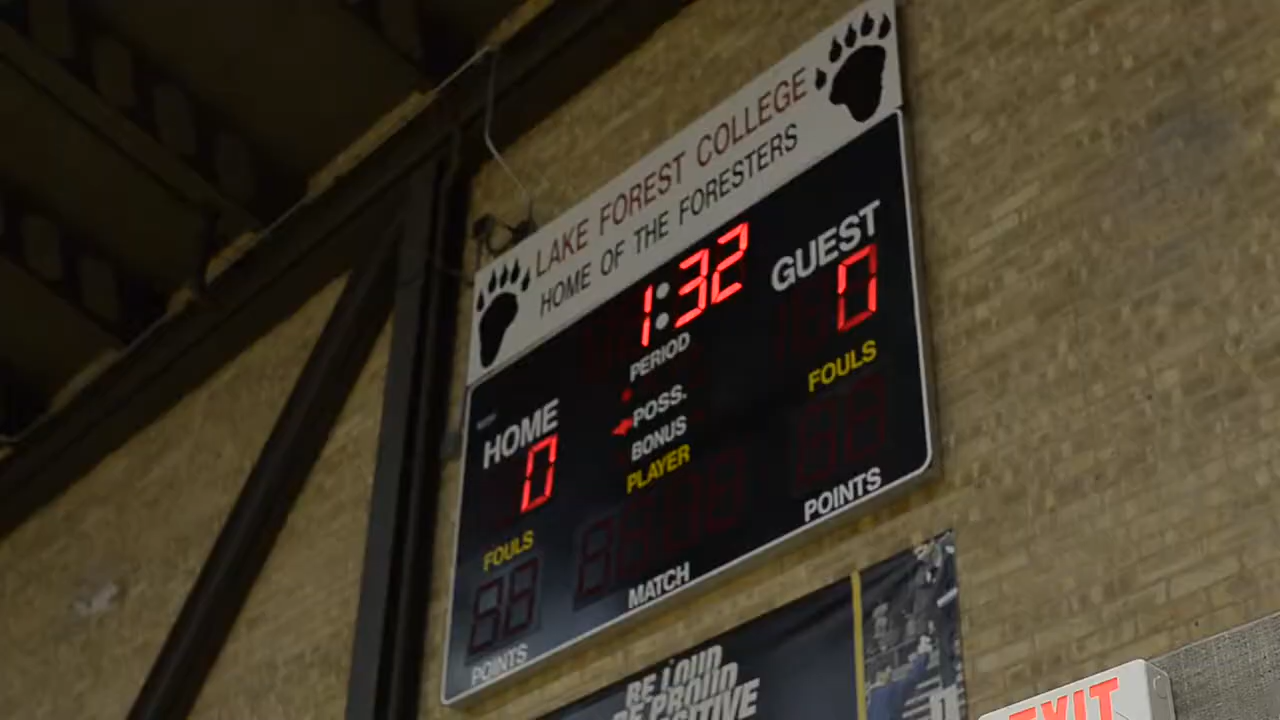 LAKE FOREST COLLEGE
HOME OF THE FORESTERS
1:32
GUEST
0
PERIOD
FOULS
POSS.
HOME
0
BONUS
PLAYER
POINTS
FOULS
MATCH
POINTS
BE LOUD
BE PROUD
EXIT